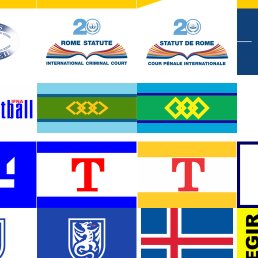 20 20
ROME STATUTE STATUT DE ROME
INTERNATIONAL CRIMINAL COURT COUR PÉNALE INTERNATIONALE
tball
T T
EGIR